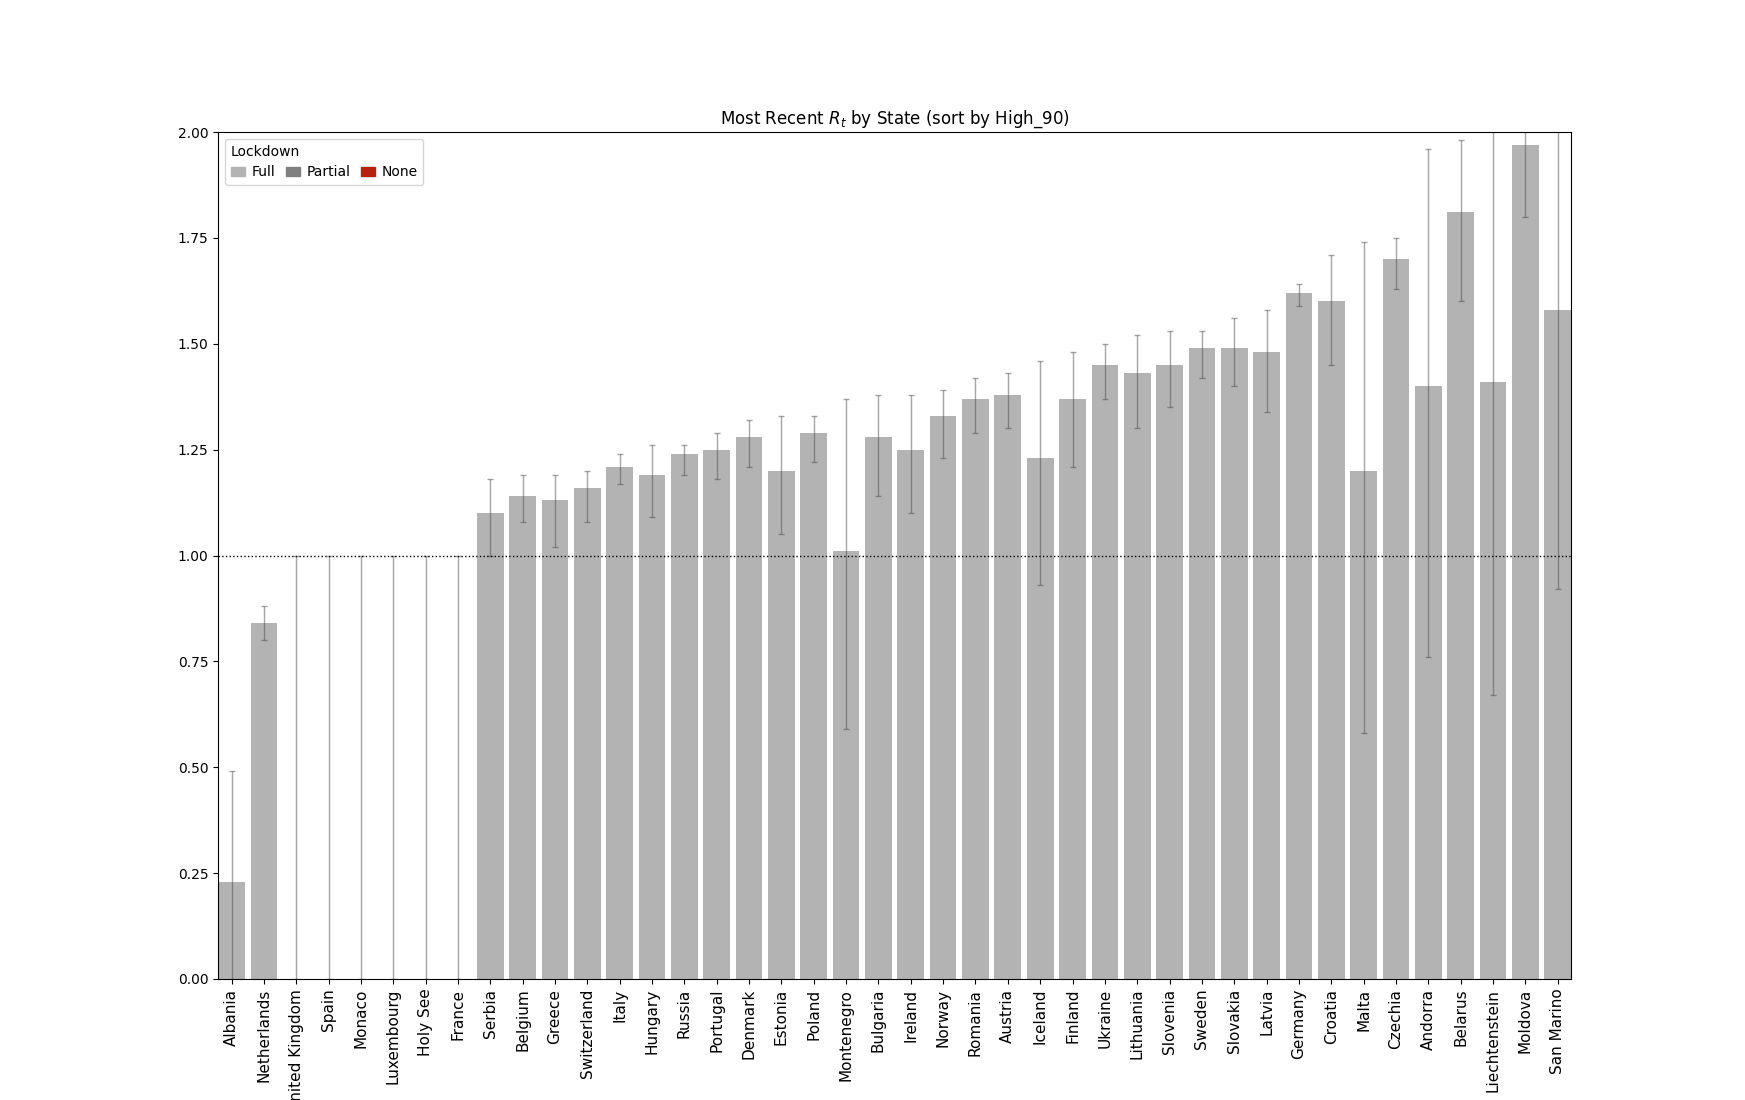 Most Recent R_t by State (sort by High_90)
Lockdown
Full Partial None
2.00
1.75
1.50
1.25
1.00
0.75
0.50
0.25
0.00
Albania
Netherlands
nited Kingdom
Spain
Monaco
Luxembourg
Holy See
France
Serbia
Belgium
Greece
Switzerland
Italy
Hungary
Russia
Portugal
Denmark
Estonia
Poland
Montenegro
Bulgaria
Ireland
Norway
Romania
Austria
Iceland
Finland
Ukraine
Lithuania
Slovenia
Sweden
Slovakia
Latvia
Germany
Croatia
Malta
Czechia
Andorra
Belarus
Liechtenstein
Moldova
San Marino